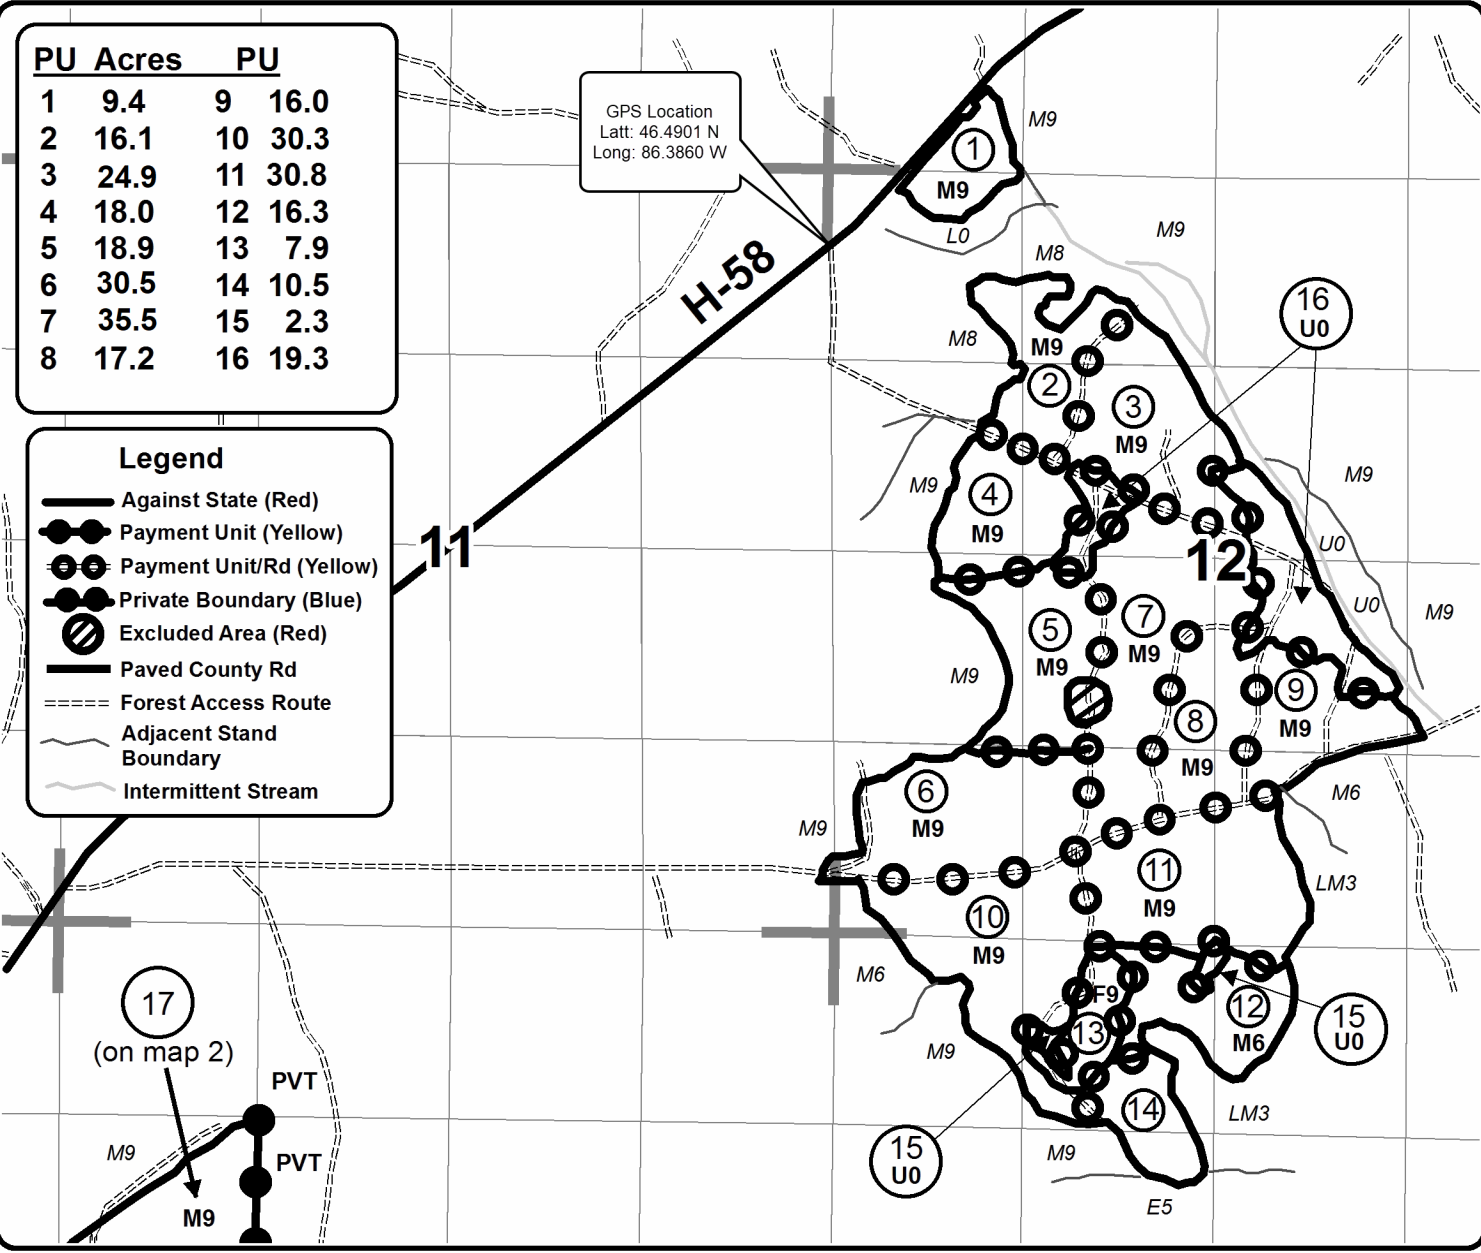 PU Acres PU
1 9.4 9 16.0
2 16.1 10 30.3
3 24.9 11 30.8
4 18.0 12 16.3
5 18.9 13 7.9
6 30.5 14 10.5
7 35.5 15 2.3
8 17.2 16 19.3
Legend
Against State (Red)
Payment Unit (Yellow)
Payment Unit/Rd (Yellow)
Private Boundary (Blue)
Excluded Area (Red)
Paved County Rd
Forest Access Route
Adjacent Stand
Boundary
Intermittent Stream
GPS Location
Latt: 46.4901 N
Long: 86.3860 W
H-58
11
12
1
M9
M9
L0
M8
M9
M8
M9
2
3
M9
16
U0
M9
4
M9
M9
U0
U0
M9
5
M9
7
M9
M9
8
M9
9
M9
6
M9
M9
M6
11
M9
LM3
10
M9
M6
F9
13
12
M6
15
U0
M9
14
LM3
15
U0
M9
E5
17
(on map 2)
PVT
M9
PVT
M9